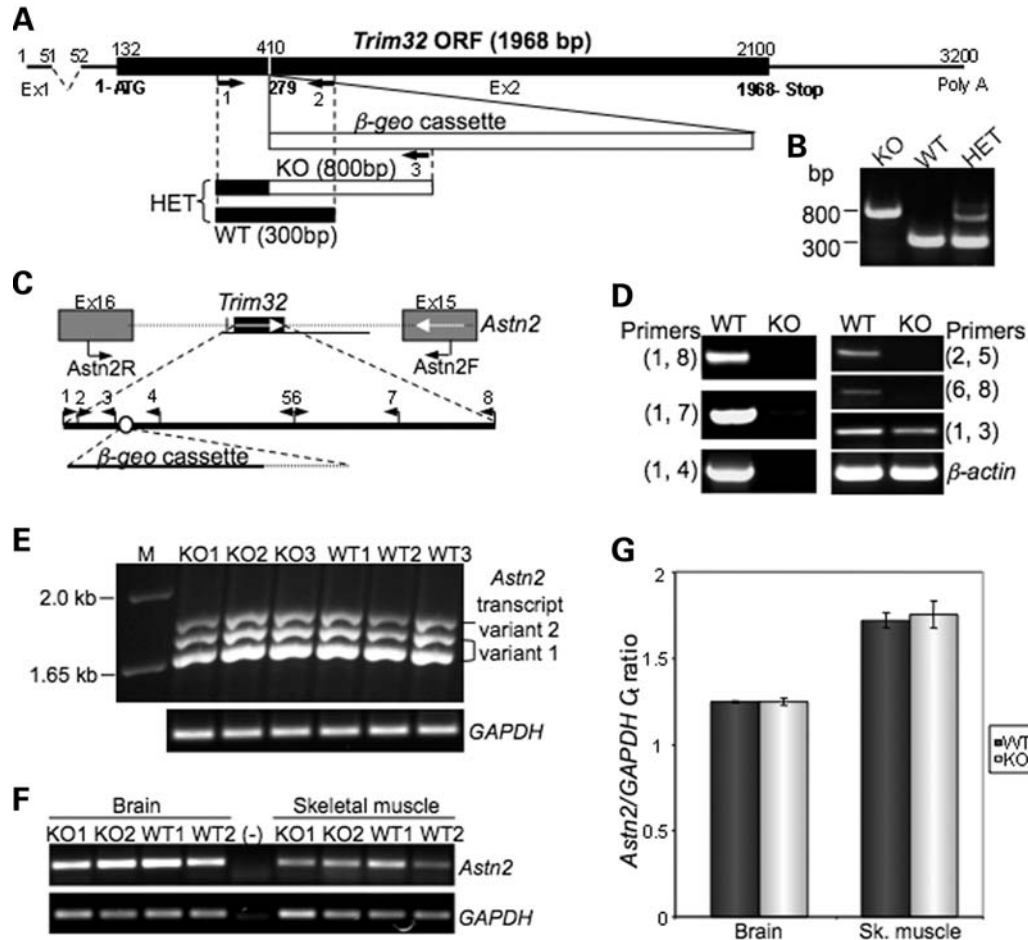 A
Trim32 ORF (1968 bp)
1 51 52 132 410 2100 3200
Ex1 1-ATG 1 279 2 Ex2 1968-Stop Poly A
β-geo cassette
KO (800bp) 3
HET
WT (300bp)
B
KO WT HET
bp
800
300
C
Ex16 Trim32 Ex15
Astn2
Astn2R Astn2F
1 2 3 4 5 6 7 8
β-geo cassette
D
Primers WT KO WT KO Primers
(1, 8) (2, 5)
(6, 8)
(1, 7)
(1, 3)
(1, 4) β-actin
E
M KO1 KO2 KO3 WT1 WT2 WT3
Astn2
transcript
2.0 kb
variant 2
variant 1
1.65 kb
GAPDH
F
Brain Skeletal muscle
KO1 KO2 WT1 WT2 (-) KO1 KO2 WT1 WT2
Astn2
GAPDH
G
Astn2/GAPDH Ct ratio
2
1.5
1
0.5
0
Brain Sk. muscle
WT
KO